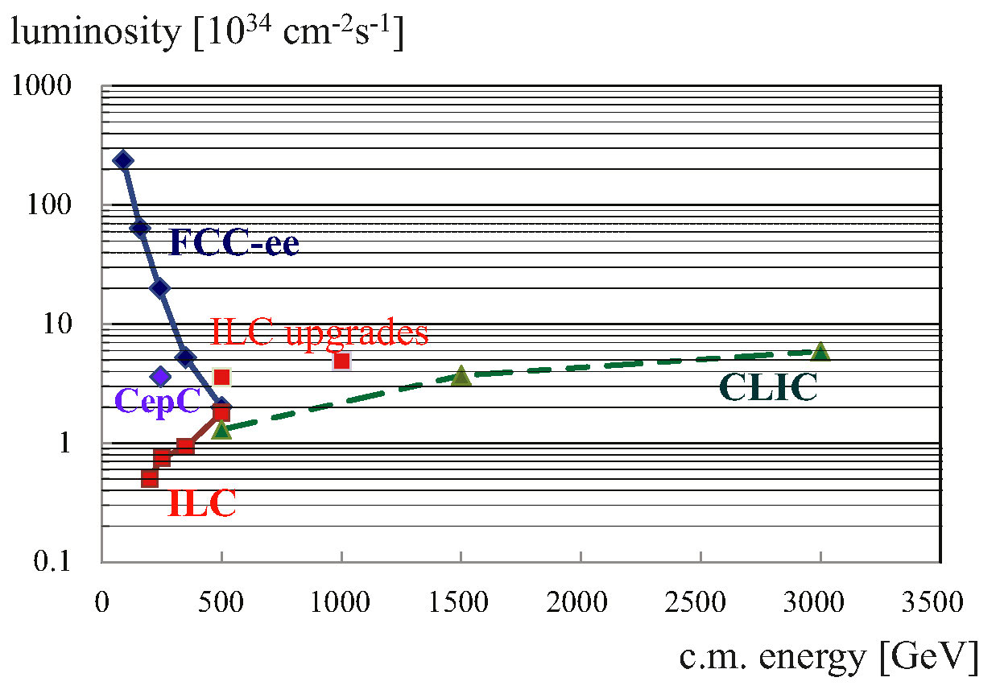 luminosity [10³⁴ cm⁻²s⁻¹]
1000
100
FCC-ee
10
ILC upgrades
CepC
CLIC
1
ILC
0.1
0 500 1000 1500 2000 2500 3000 3500
c.m. energy [GeV]